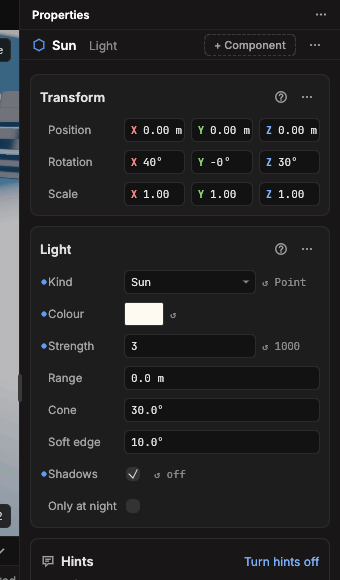 Properties
Sun Light + Component
e
Transform
Position X 0.00 m Y 0.00 m Z 0.00 m
Rotation X 40° Y -0° Z 30°
Scale X 1.00 Y 1.00 Z 1.00
Light
Kind Sun ↺ Point
Colour ↺
Strength 3 ↺ 1000
Range 0.0 m
Cone 30.0°
Soft edge 10.0°
Shadows ↺ off
Only at night
2
Hints Turn hints off